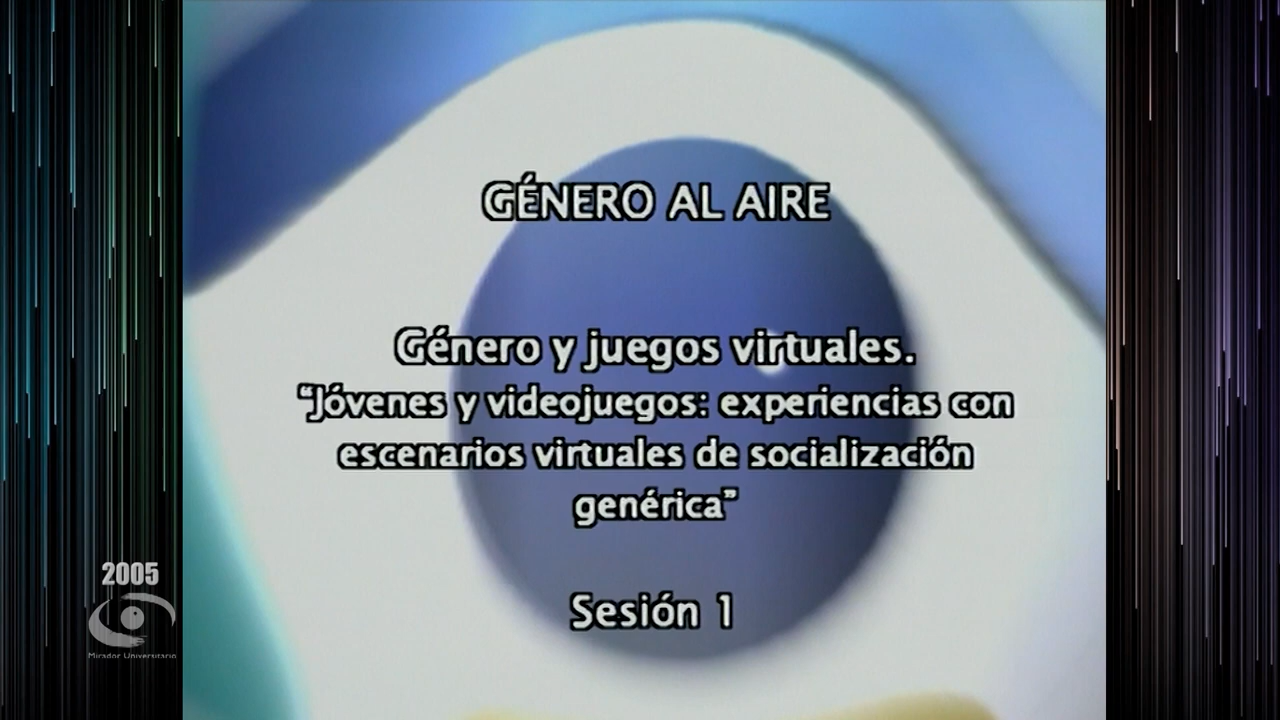 GÉNERO AL AIRE
Género y juegos virtuales.
“Jóvenes y videojuegos: experiencias con
escenarios virtuales de socialización
genérica”
Sesión 1
2005
Mirador Universitario